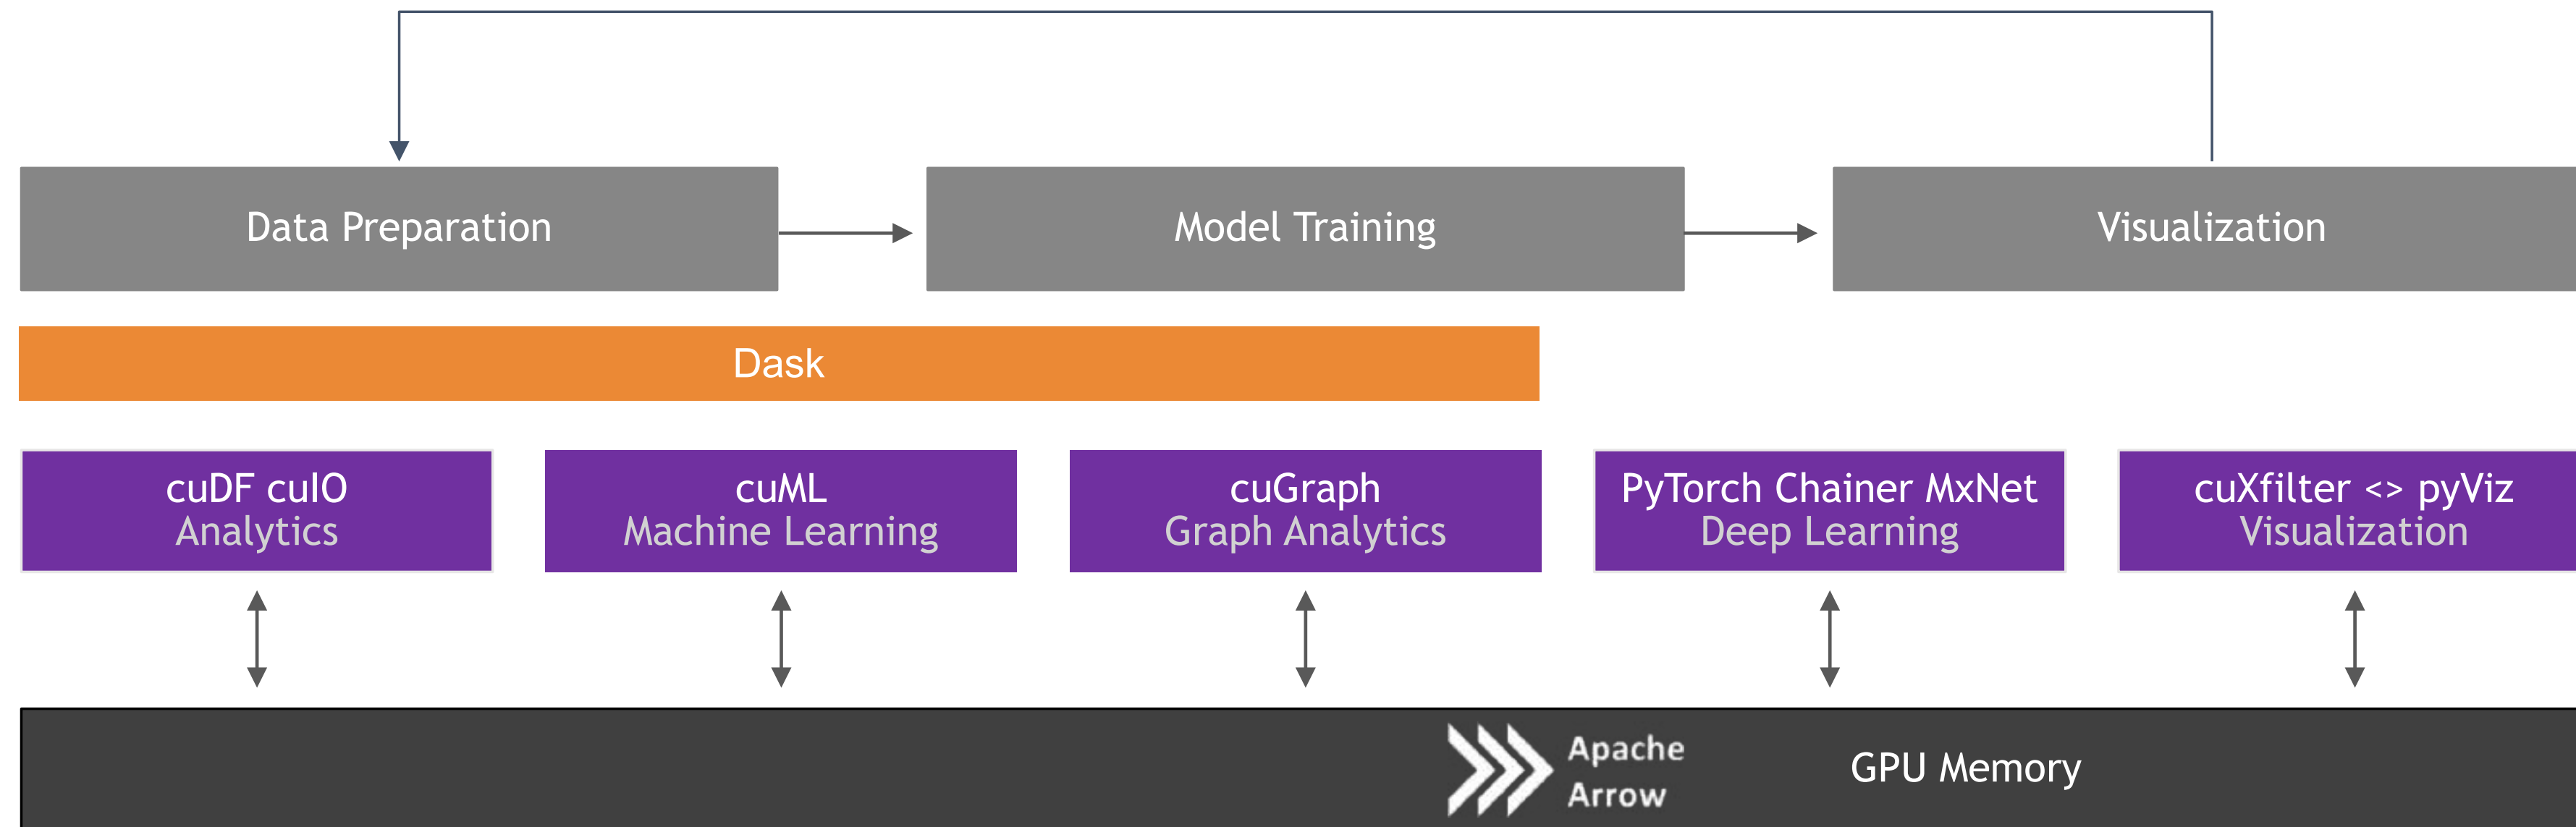 Data Preparation
Model Training
Visualization
Dask
cuDF cuIO
Analytics
cuML
Machine Learning
cuGraph
Graph Analytics
PyTorch Chainer MxNet
Deep Learning
cuXfilter <> pyViz
Visualization
Apache
Arrow
GPU Memory